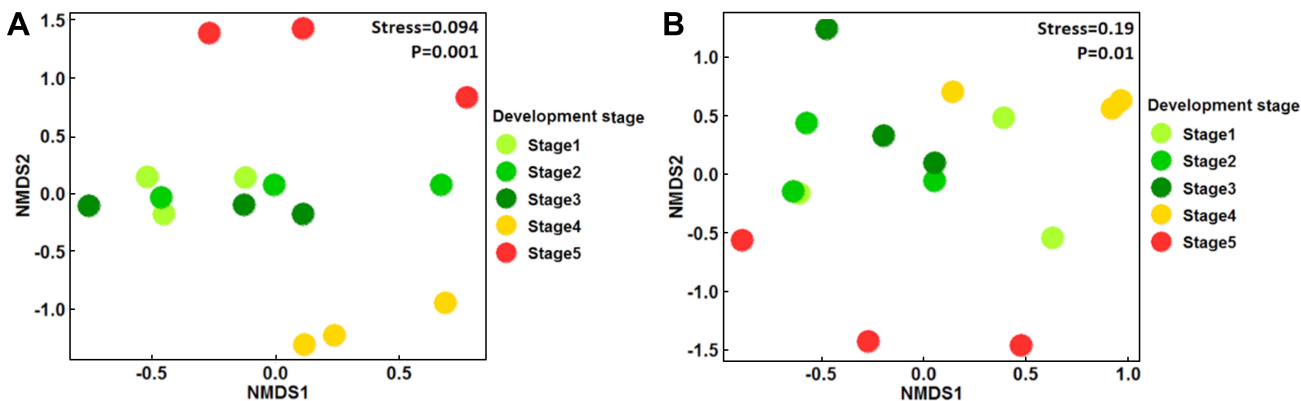 A
Stress=0.094
P=0.001
1.5
1.0
0.5
0.0
-0.5
-1.0
NMDS2
-0.5
0.0
0.5
NMDS1
Development stage
Stage1
Stage2
Stage3
Stage4
Stage5
B
Stress=0.19
P=0.01
1.0
0.5
0.0
-0.5
-1.0
-1.5
NMDS2
-0.5
0.0
0.5
1.0
NMDS1
Development stage
Stage1
Stage2
Stage3
Stage4
Stage5